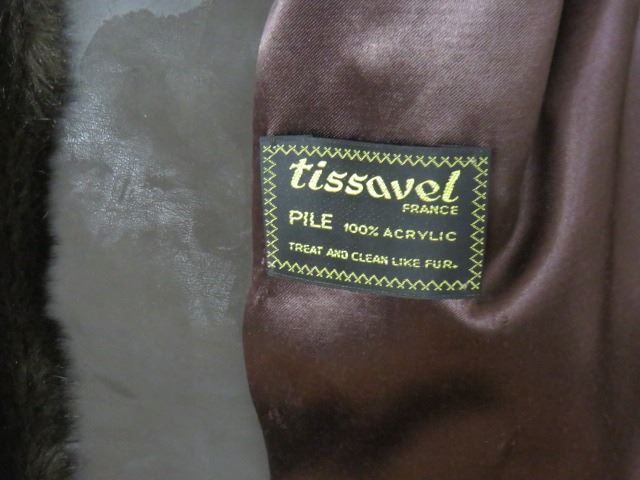 tissavel
FRANCE
PILE 100% ACRYLIC
TREAT AND CLEAN LIKE FUR.